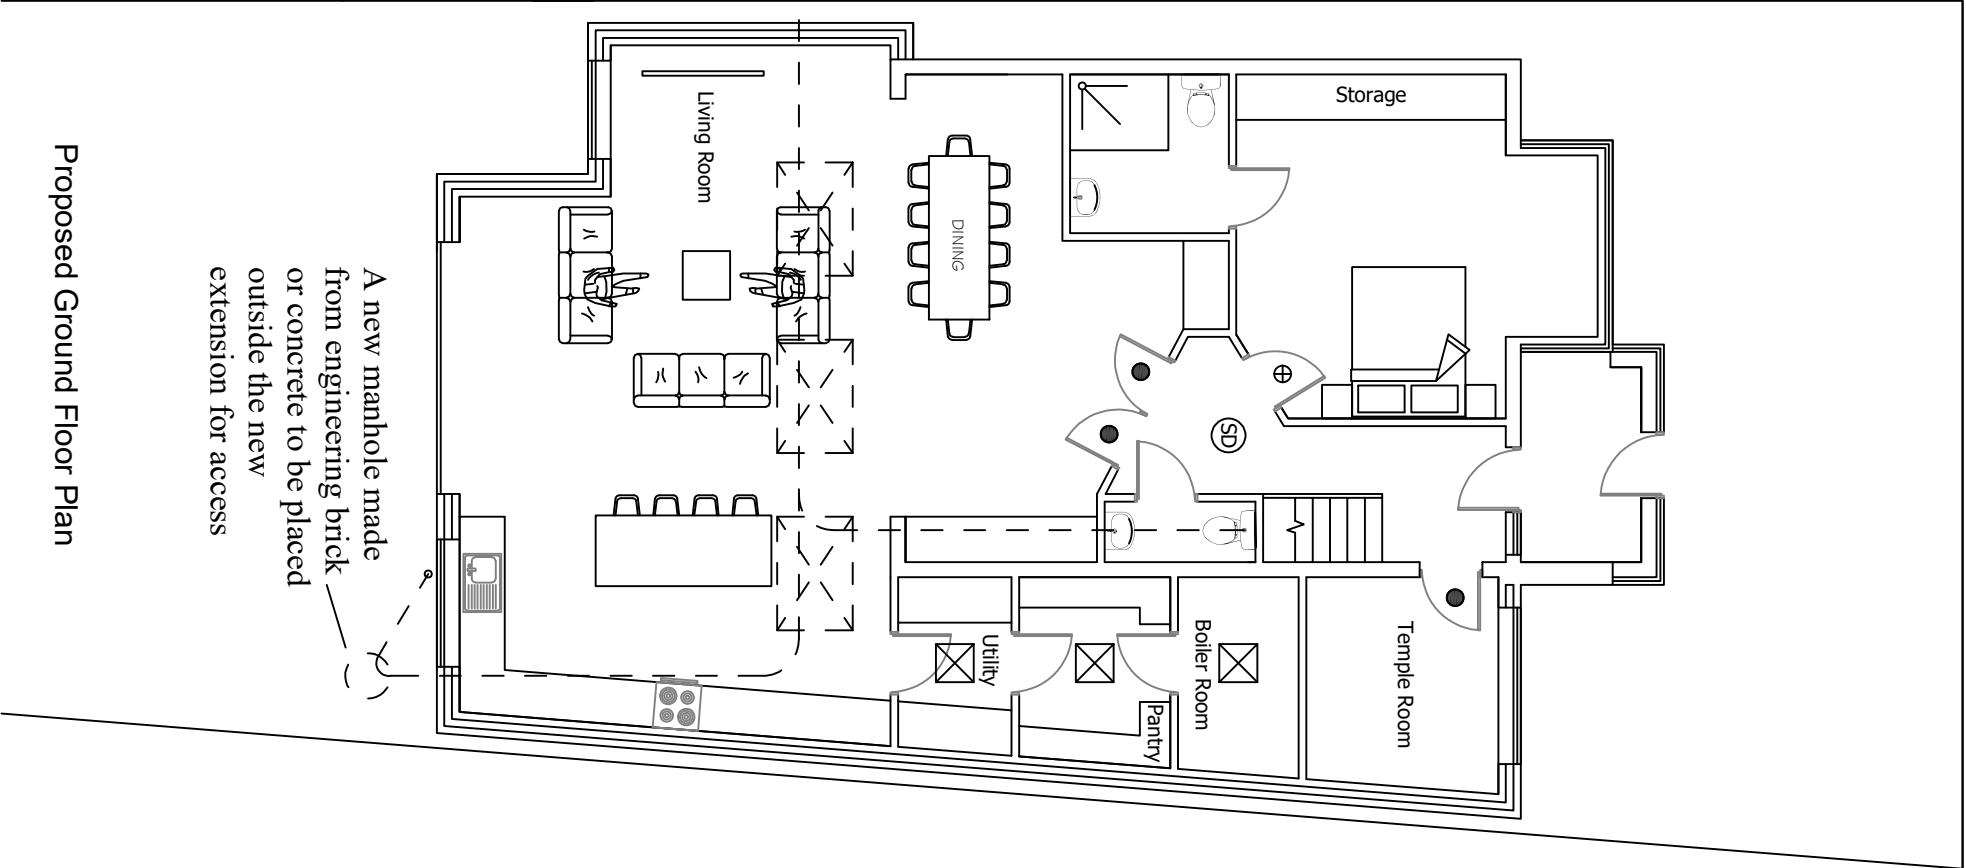 Proposed Ground Floor Plan
A new manhole made
from engineering brick
or concrete to be placed
outside the new
extension for access
Living Room
DINING
Storage
SD
Utility
Pantry
Boiler Room
Temple Room